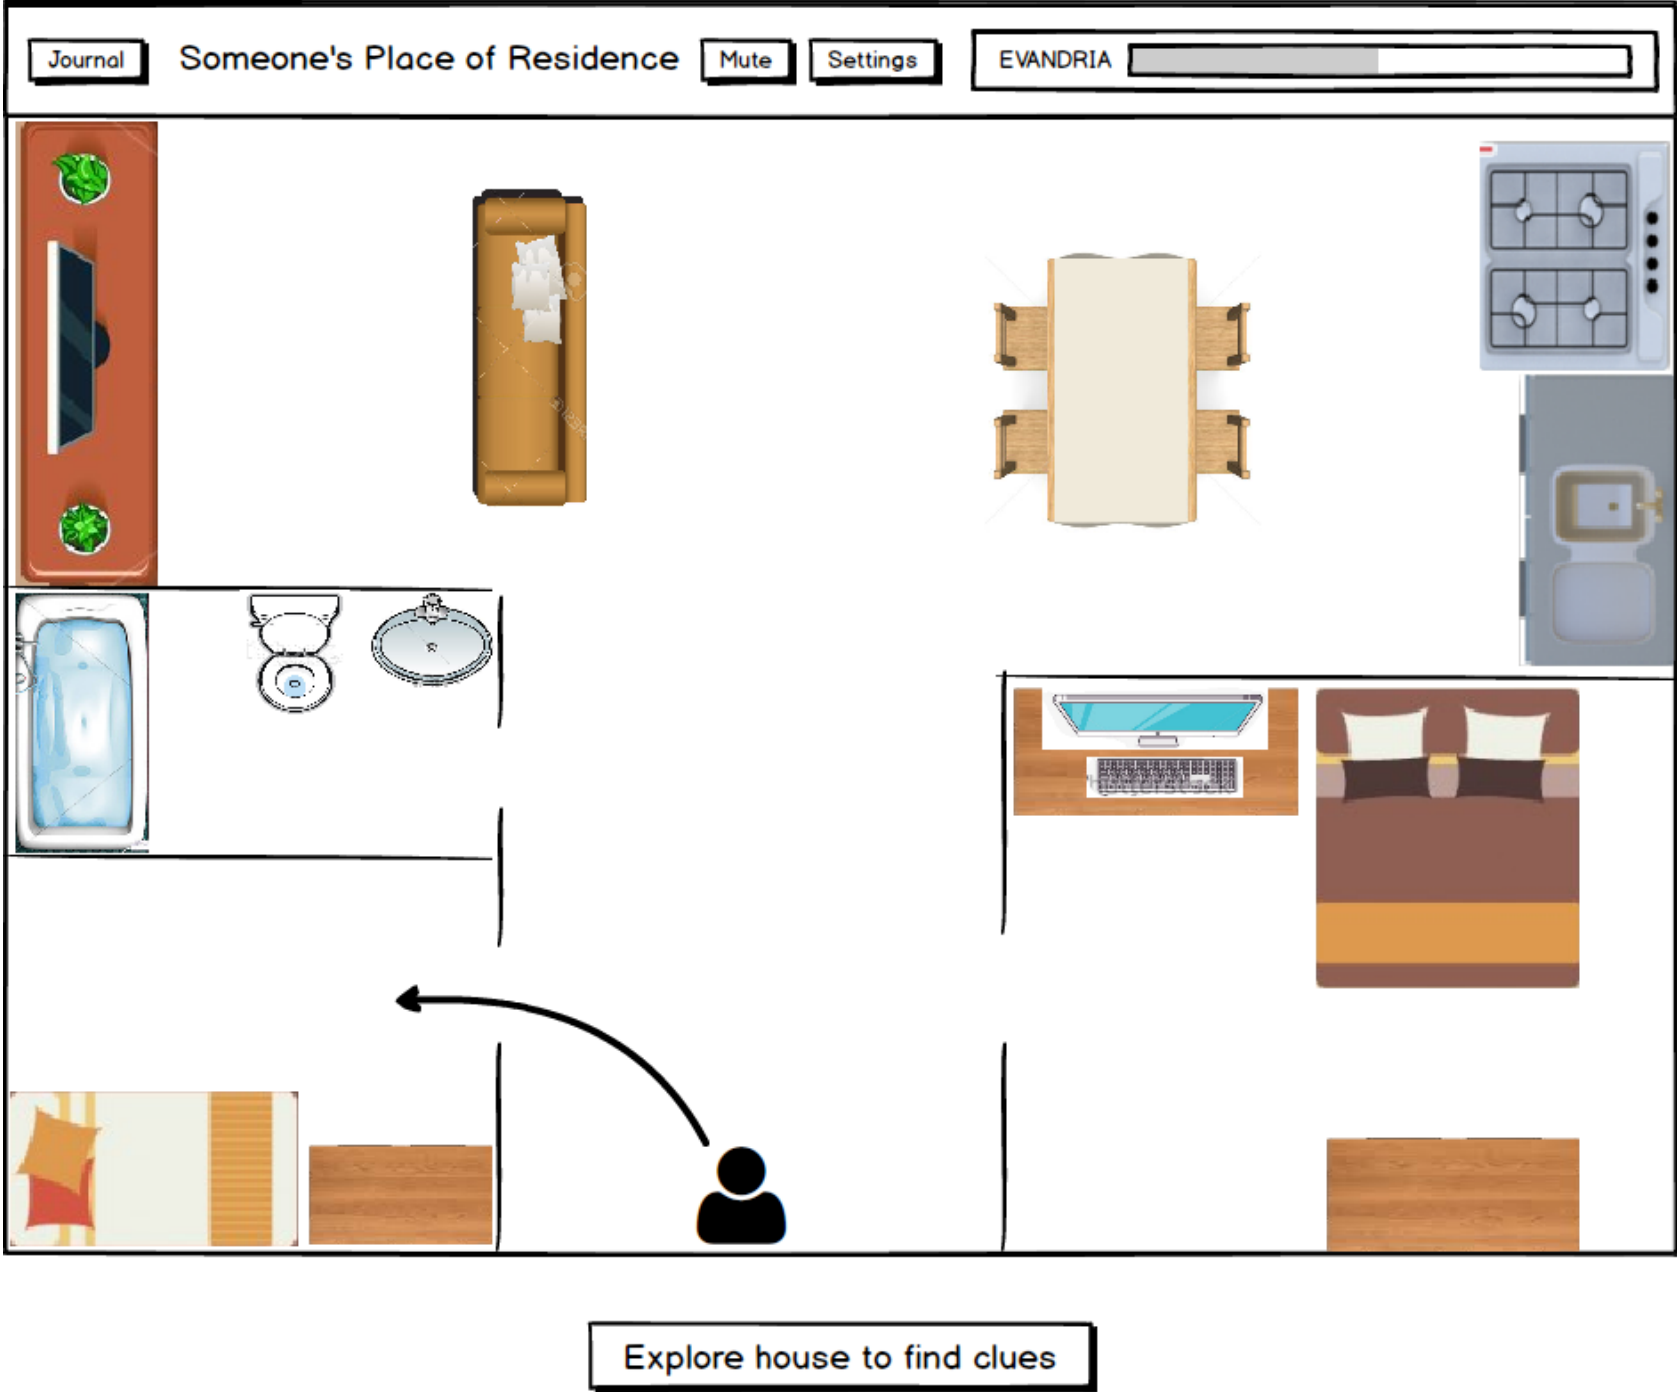 Journal
Someone's Place of Residence
Mute
Settings
EVANDRIA
Explore house to find clues